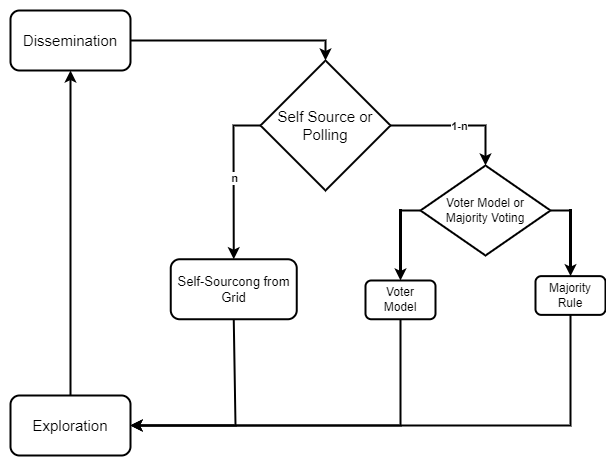 Dissemination
Self Source or
Polling
1-n
n
Voter Model or
Majority Voting
Self-Sourcong from
Grid
Voter
Model
Majority
Rule
Exploration